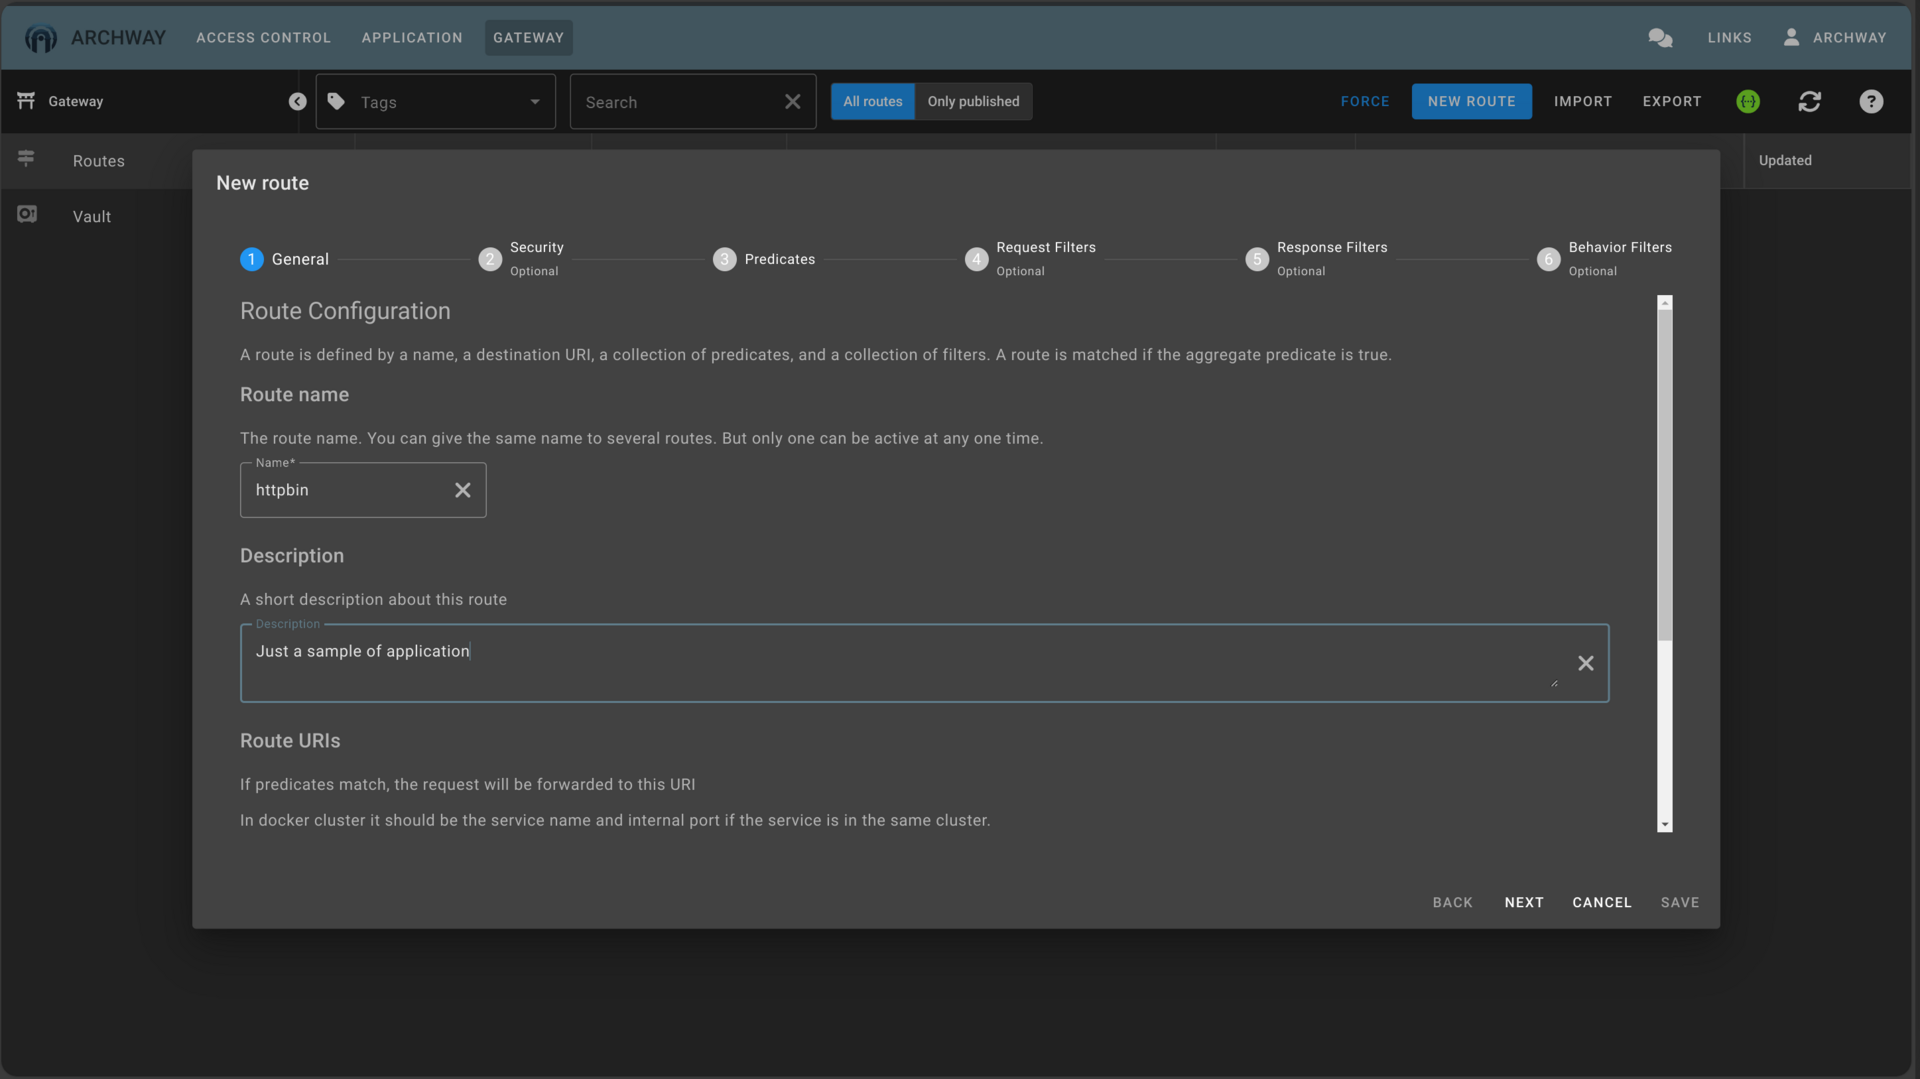 ARCHWAY ACCESS CONTROL APPLICATION GATEWAY LINKS ARCHWAY
Gateway Tags Search All routes Only published FORCE NEW ROUTE IMPORT EXPORT
Routes
Updated
Vault
New route
1 General 2 Security Optional 3 Predicates 4 Request Filters Optional 5 Response Filters Optional 6 Behavior Filters Optional
Route Configuration
A route is defined by a name, a destination URI, a collection of predicates, and a collection of filters. A route is matched if the aggregate predicate is true.
Route name
The route name. You can give the same name to several routes. But only one can be active at any one time.
Name*
httpbin
Description
A short description about this route
Description
Just a sample of application
Route URIs
If predicates match, the request will be forwarded to this URI
In docker cluster it should be the service name and internal port if the service is in the same cluster.
BACK NEXT CANCEL SAVE